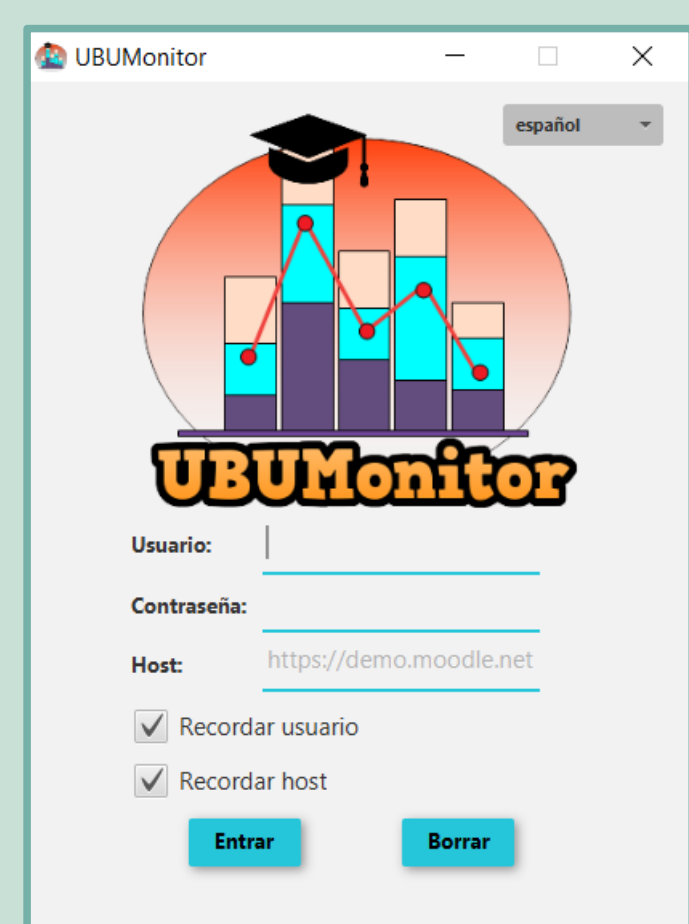 UBUMonitor
español
UBUMonitor
Usuario:
Contraseña:
Host: https://demo.moodle.net
Recordar usuario
Recordar host
Entrar Borrar